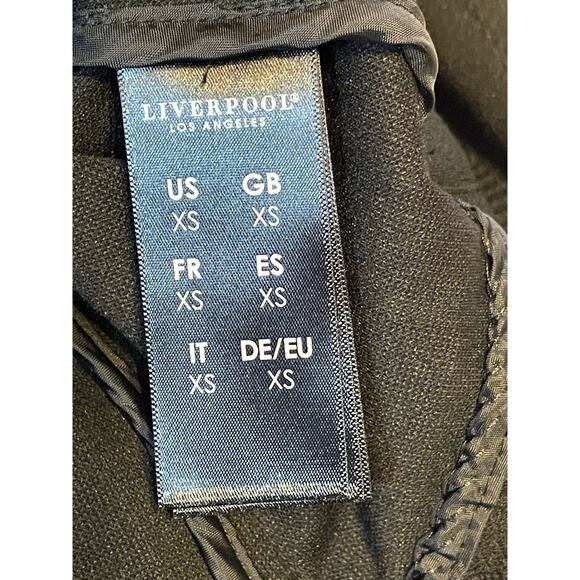 LIVERPOOL®
LOS ANGELES
US GB
XS XS
FR ES
XS XS
IT DE/EU
XS XS